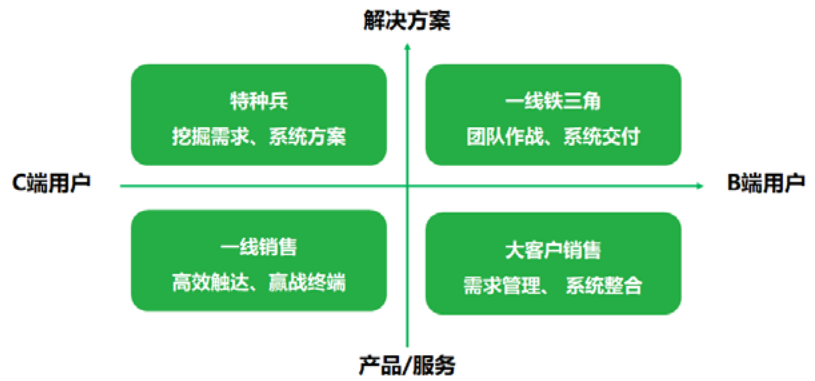 解决方案
特种兵
挖掘需求、系统方案
一线铁三角
团队作战、系统交付
C端用户
B端用户
一线销售
高效触达、赢战终端
大客户销售
需求管理、 系统整合
产品/服务